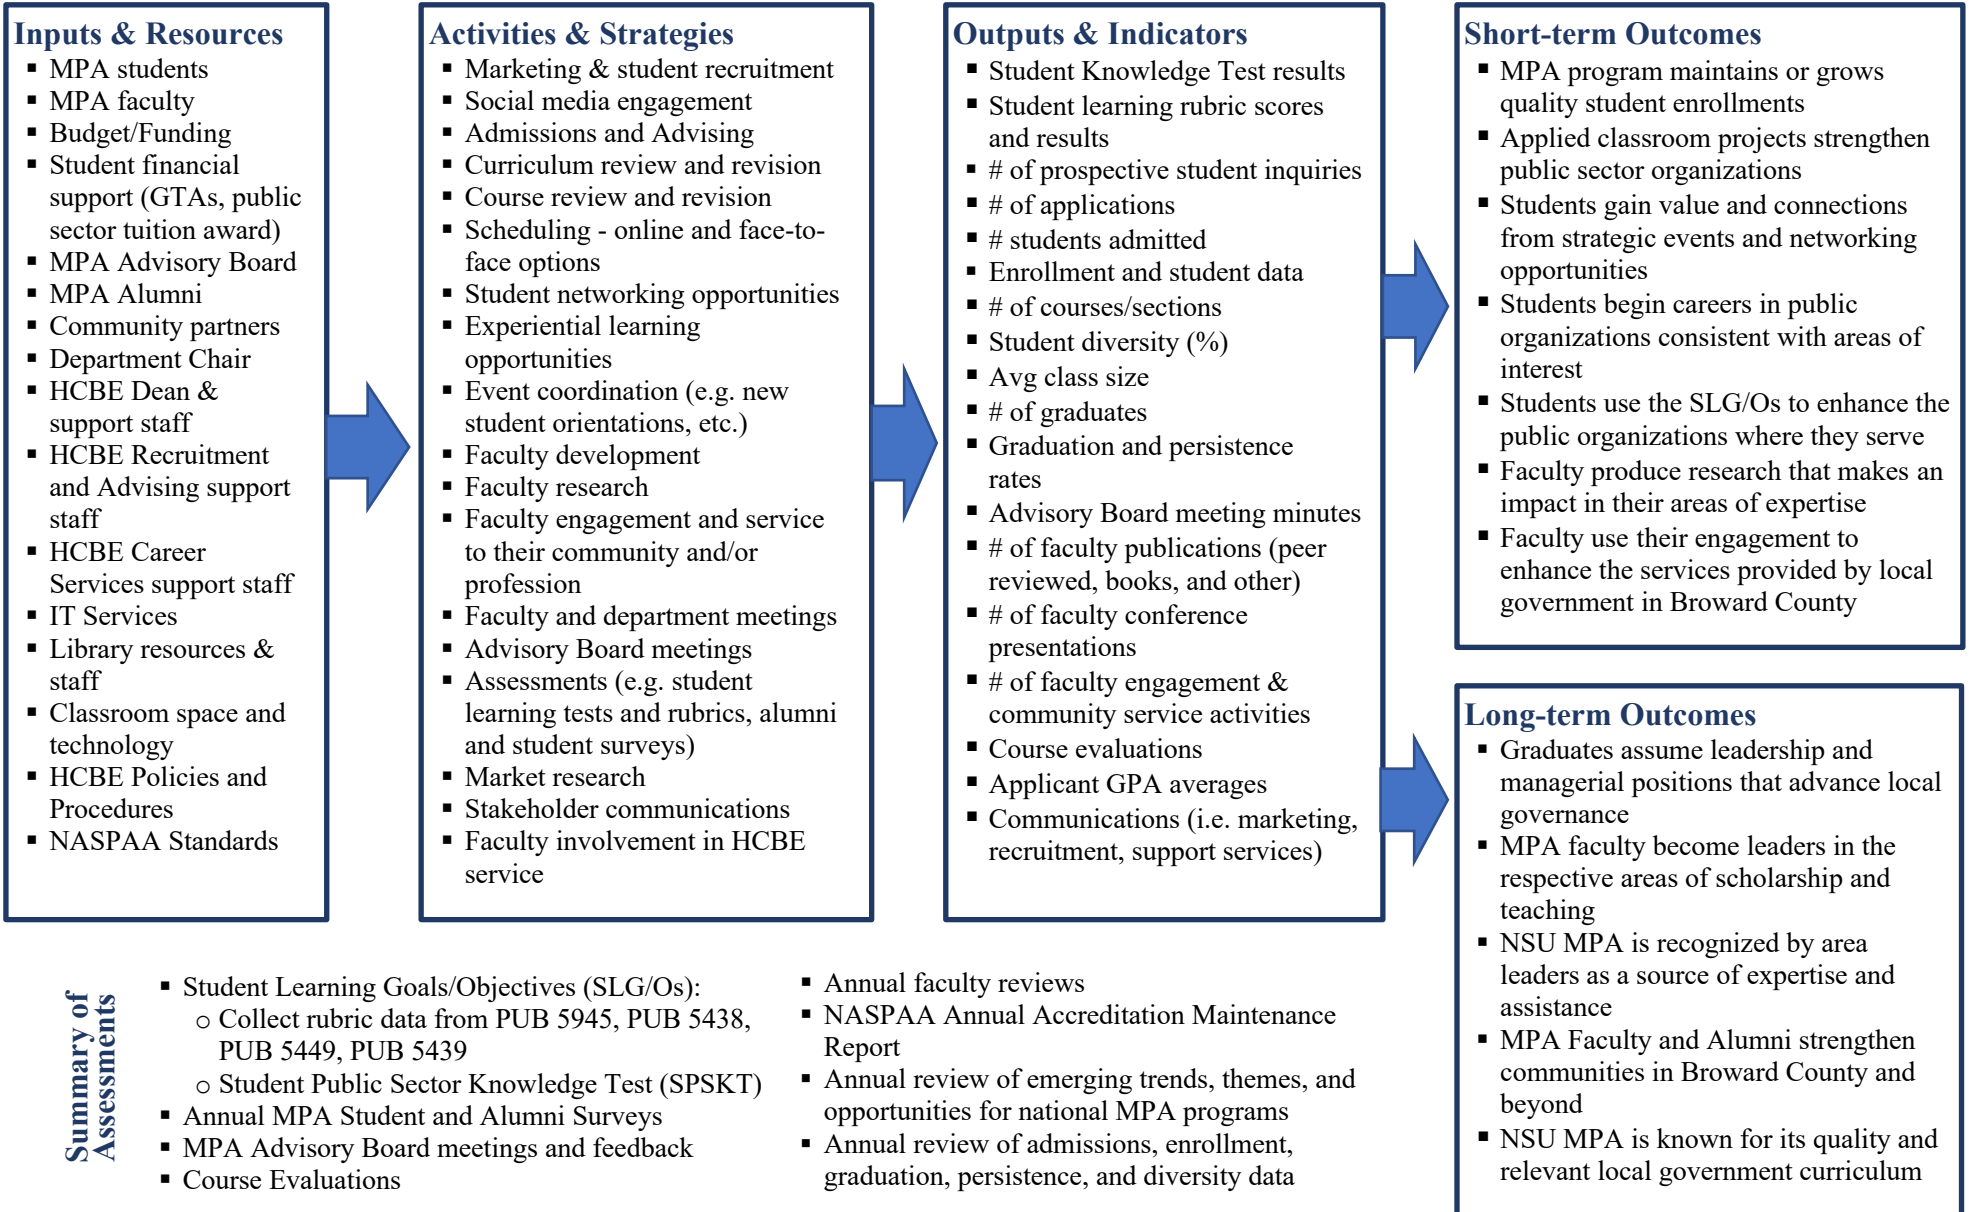 Inputs & Resources
▪ MPA students
▪ MPA faculty
▪ Budget/Funding
▪ Student financial
support (GTAs, public
sector tuition award)
▪ MPA Advisory Board
▪ MPA Alumni
▪ Community partners
▪ Department Chair
▪ HCBE Dean &
support staff
▪ HCBE Recruitment
and Advising support
staff
▪ HCBE Career
Services support staff
▪ IT Services
▪ Library resources &
staff
▪ Classroom space and
technology
▪ HCBE Policies and
Procedures
▪ NASPAA Standards
Activities & Strategies
▪ Marketing & student recruitment
▪ Social media engagement
▪ Admissions and Advising
▪ Curriculum review and revision
▪ Course review and revision
▪ Scheduling - online and face-to-
face options
▪ Student networking opportunities
▪ Experiential learning
opportunities
▪ Event coordination (e.g. new
student orientations, etc.)
▪ Faculty development
▪ Faculty research
▪ Faculty engagement and service
to their community and/or
profession
▪ Faculty and department meetings
▪ Advisory Board meetings
▪ Assessments (e.g. student
learning tests and rubrics, alumni
and student surveys)
▪ Market research
▪ Stakeholder communications
▪ Faculty involvement in HCBE
service
Outputs & Indicators
▪ Student Knowledge Test results
▪ Student learning rubric scores
and results
▪ # of prospective student inquiries
▪ # of applications
▪ # students admitted
▪ Enrollment and student data
▪ # of courses/sections
▪ Student diversity (%)
▪ Avg class size
▪ # of graduates
▪ Graduation and persistence
rates
▪ Advisory Board meeting minutes
▪ # of faculty publications (peer
reviewed, books, and other)
▪ # of faculty conference
presentations
▪ # of faculty engagement &
community service activities
▪ Course evaluations
▪ Applicant GPA averages
▪ Communications (i.e. marketing,
recruitment, support services)
Short-term Outcomes
▪ MPA program maintains or grows
quality student enrollments
▪ Applied classroom projects strengthen
public sector organizations
▪ Students gain value and connections
from strategic events and networking
opportunities
▪ Students begin careers in public
organizations consistent with areas of
interest
▪ Students use the SLG/Os to enhance the
public organizations where they serve
▪ Faculty produce research that makes an
impact in their areas of expertise
▪ Faculty use their engagement to
enhance the services provided by local
government in Broward County
Long-term Outcomes
▪ Graduates assume leadership and
managerial positions that advance local
governance
▪ MPA faculty become leaders in the
respective areas of scholarship and
teaching
▪ NSU MPA is recognized by area
leaders as a source of expertise and
assistance
▪ MPA Faculty and Alumni strengthen
communities in Broward County and
beyond
▪ NSU MPA is known for its quality and
relevant local government curriculum
Summary of
Assessments
▪ Student Learning Goals/Objectives (SLG/Os):
o Collect rubric data from PUB 5945, PUB 5438,
PUB 5449, PUB 5439
o Student Public Sector Knowledge Test (SPSKT)
▪ Annual MPA Student and Alumni Surveys
▪ MPA Advisory Board meetings and feedback
▪ Course Evaluations
▪ Annual faculty reviews
▪ NASPAA Annual Accreditation Maintenance
Report
▪ Annual review of emerging trends, themes, and
opportunities for national MPA programs
▪ Annual review of admissions, enrollment,
graduation, persistence, and diversity data